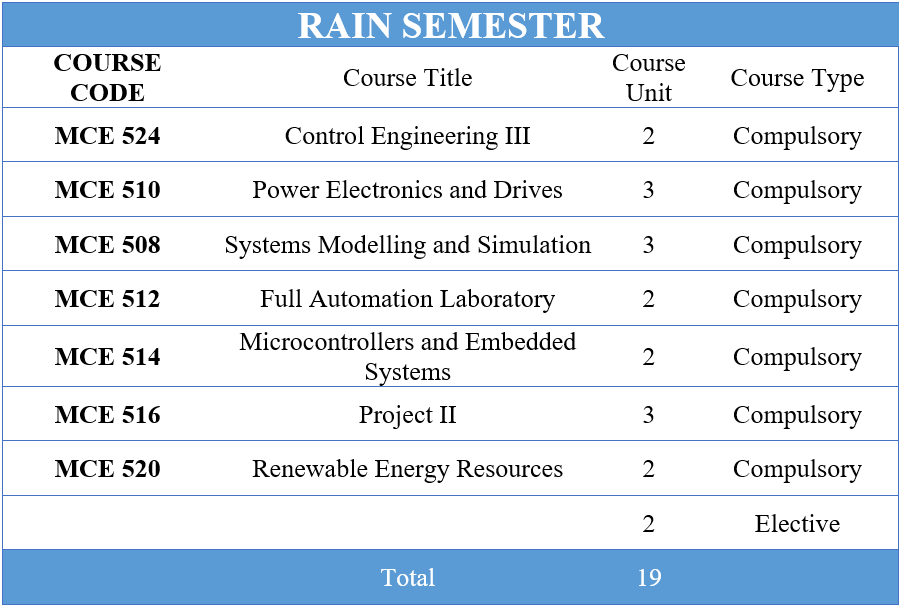 RAIN SEMESTER
COURSE CODE Course Title Course Unit Course Type
MCE 524 Control Engineering III 2 Compulsory
MCE 510 Power Electronics and Drives 3 Compulsory
MCE 508 Systems Modelling and Simulation 3 Compulsory
MCE 512 Full Automation Laboratory 2 Compulsory
MCE 514 Microcontrollers and Embedded Systems 2 Compulsory
MCE 516 Project II 3 Compulsory
MCE 520 Renewable Energy Resources 2 Compulsory
2 Elective
Total 19